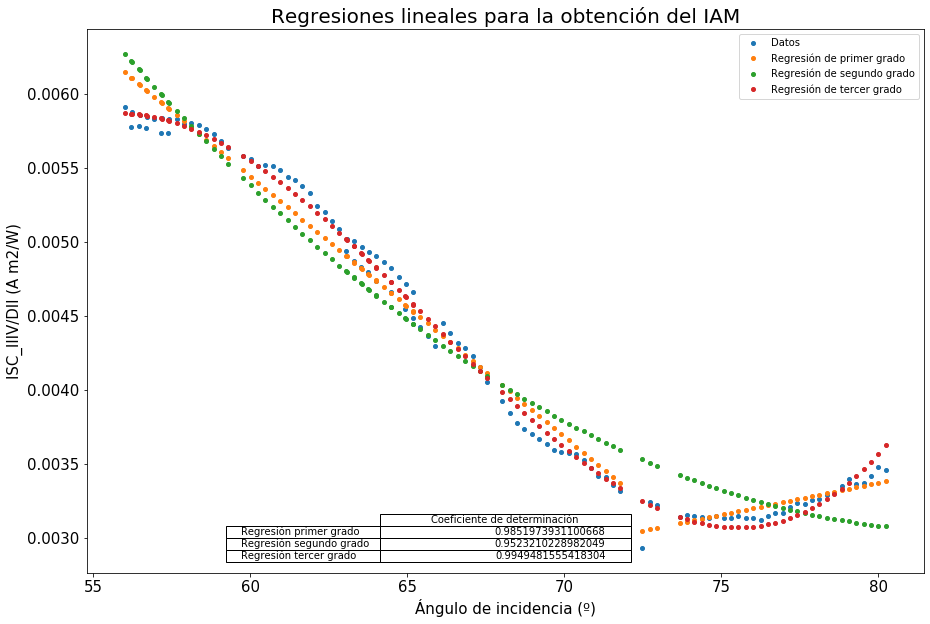 Regresiones lineales para la obtención del IAM
Datos
Regresión de primer grado
Regresión de segundo grado
Regresión de tercer grado
ISC_IIIV/DII (A m2/W)
0.0060
0.0055
0.0050
0.0045
0.0040
0.0035
0.0030
Coeficiente de determinación
Regresión primer grado 0.9851973931100668
Regresión segundo grado 0.9523210228982049
Regresión tercer grado 0.9949481555418304
55 60 65 70 75 80
Ángulo de incidencia (º)